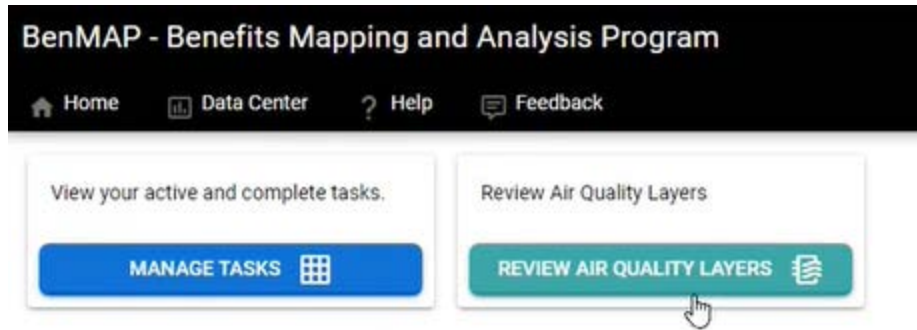 BenMAP - Benefits Mapping and Analysis Program
Home Data Center ? Help Feedback
View your active and complete tasks.
Review Air Quality Layers
MANAGE TASKS
REVIEW AIR QUALITY LAYERS